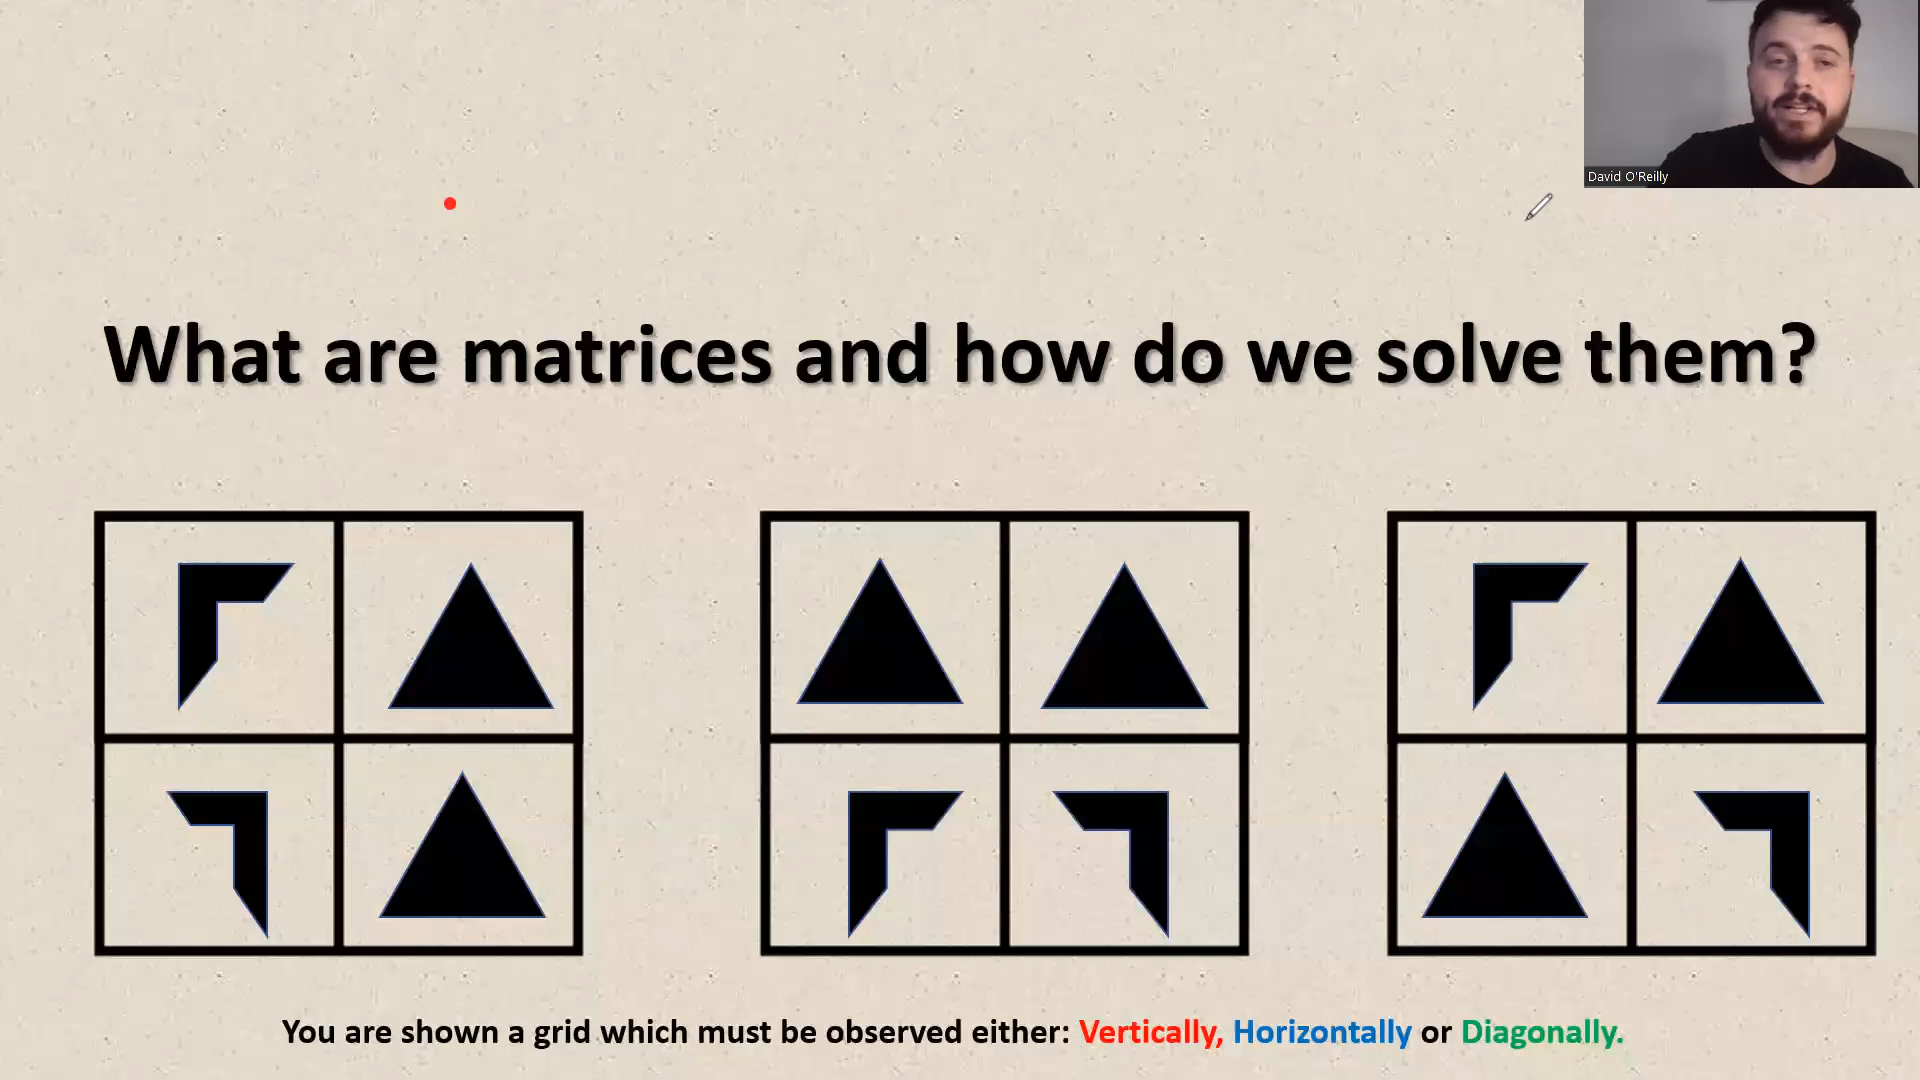 David O'Reilly
What are matrices and how do we solve them?
You are shown a grid which must be observed either: Vertically, Horizontally or Diagonally.